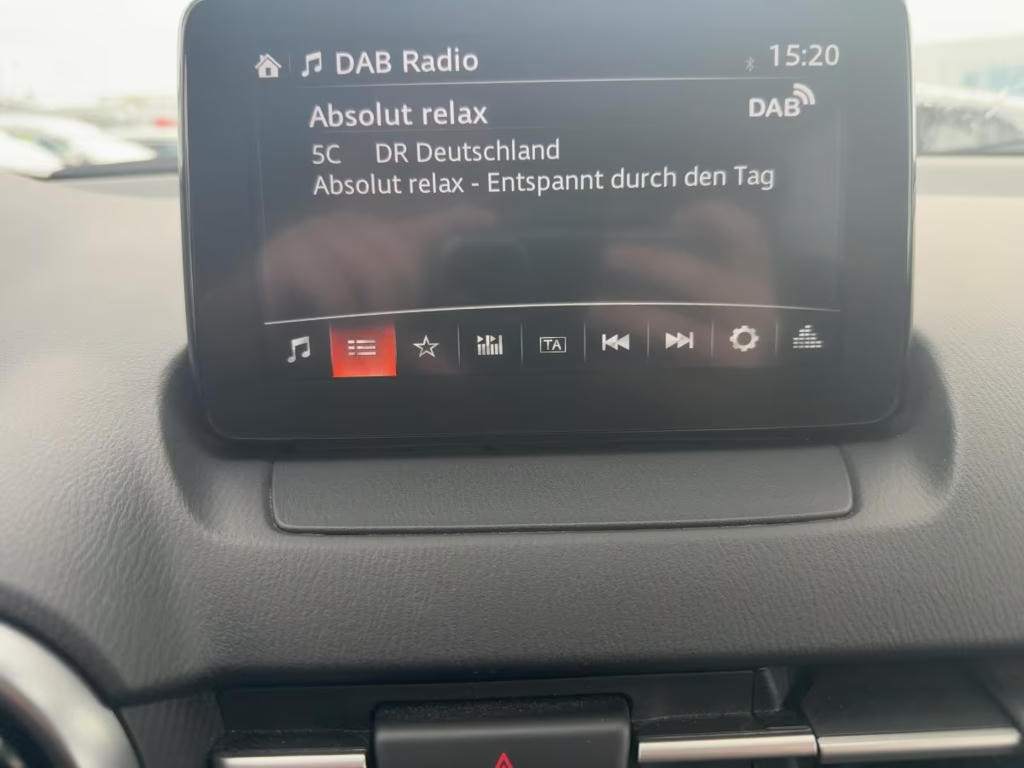 DAB Radio 15:20
Absolut relax DAB
5C DR Deutschland
Absolut relax - Entspannt durch den Tag
TA